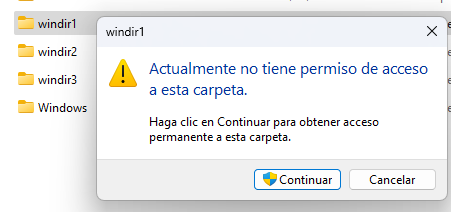 windir1
windir2
windir3
Windows
windir1
Actualmente no tiene permiso de acceso
a esta carpeta.
Haga clic en Continuar para obtener acceso
permanente a esta carpeta.
Continuar
Cancelar